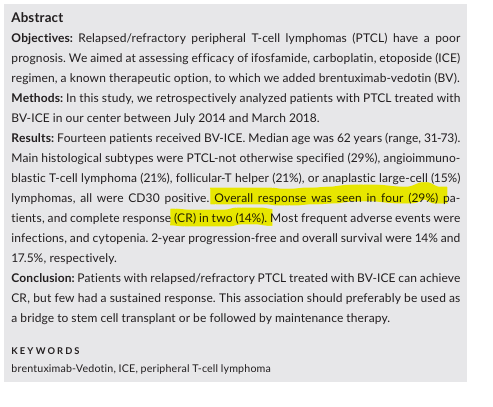 Abstract
Objectives: Relapsed/refractory peripheral T-cell lymphomas (PTCL) have a poor
prognosis. We aimed at assessing efficacy of ifosfamide, carboplatin, etoposide (ICE)
regimen, a known therapeutic option, to which we added brentuximab-vedotin (BV).
Methods: In this study, we retrospectively analyzed patients with PTCL treated with
BV-ICE in our center between July 2014 and March 2018.
Results: Fourteen patients received BV-ICE. Median age was 62 years (range, 31-73).
Main histological subtypes were PTCL-not otherwise specified (29%), angioimmuno-
blastic T-cell lymphoma (21%), follicular-T helper (21%), or anaplastic large-cell (15%)
lymphomas, all were CD30 positive. Overall response was seen in four (29%) pa-
tients, and complete response (CR) in two (14%). Most frequent adverse events were
infections, and cytopenia. 2-year progression-free and overall survival were 14% and
17.5%, respectively.
Conclusion: Patients with relapsed/refractory PTCL treated with BV-ICE can achieve
CR, but few had a sustained response. This association should preferably be used as
a bridge to stem cell transplant or be followed by maintenance therapy.
KEYWORDS
brentuximab-Vedotin, ICE, peripheral T-cell lymphoma